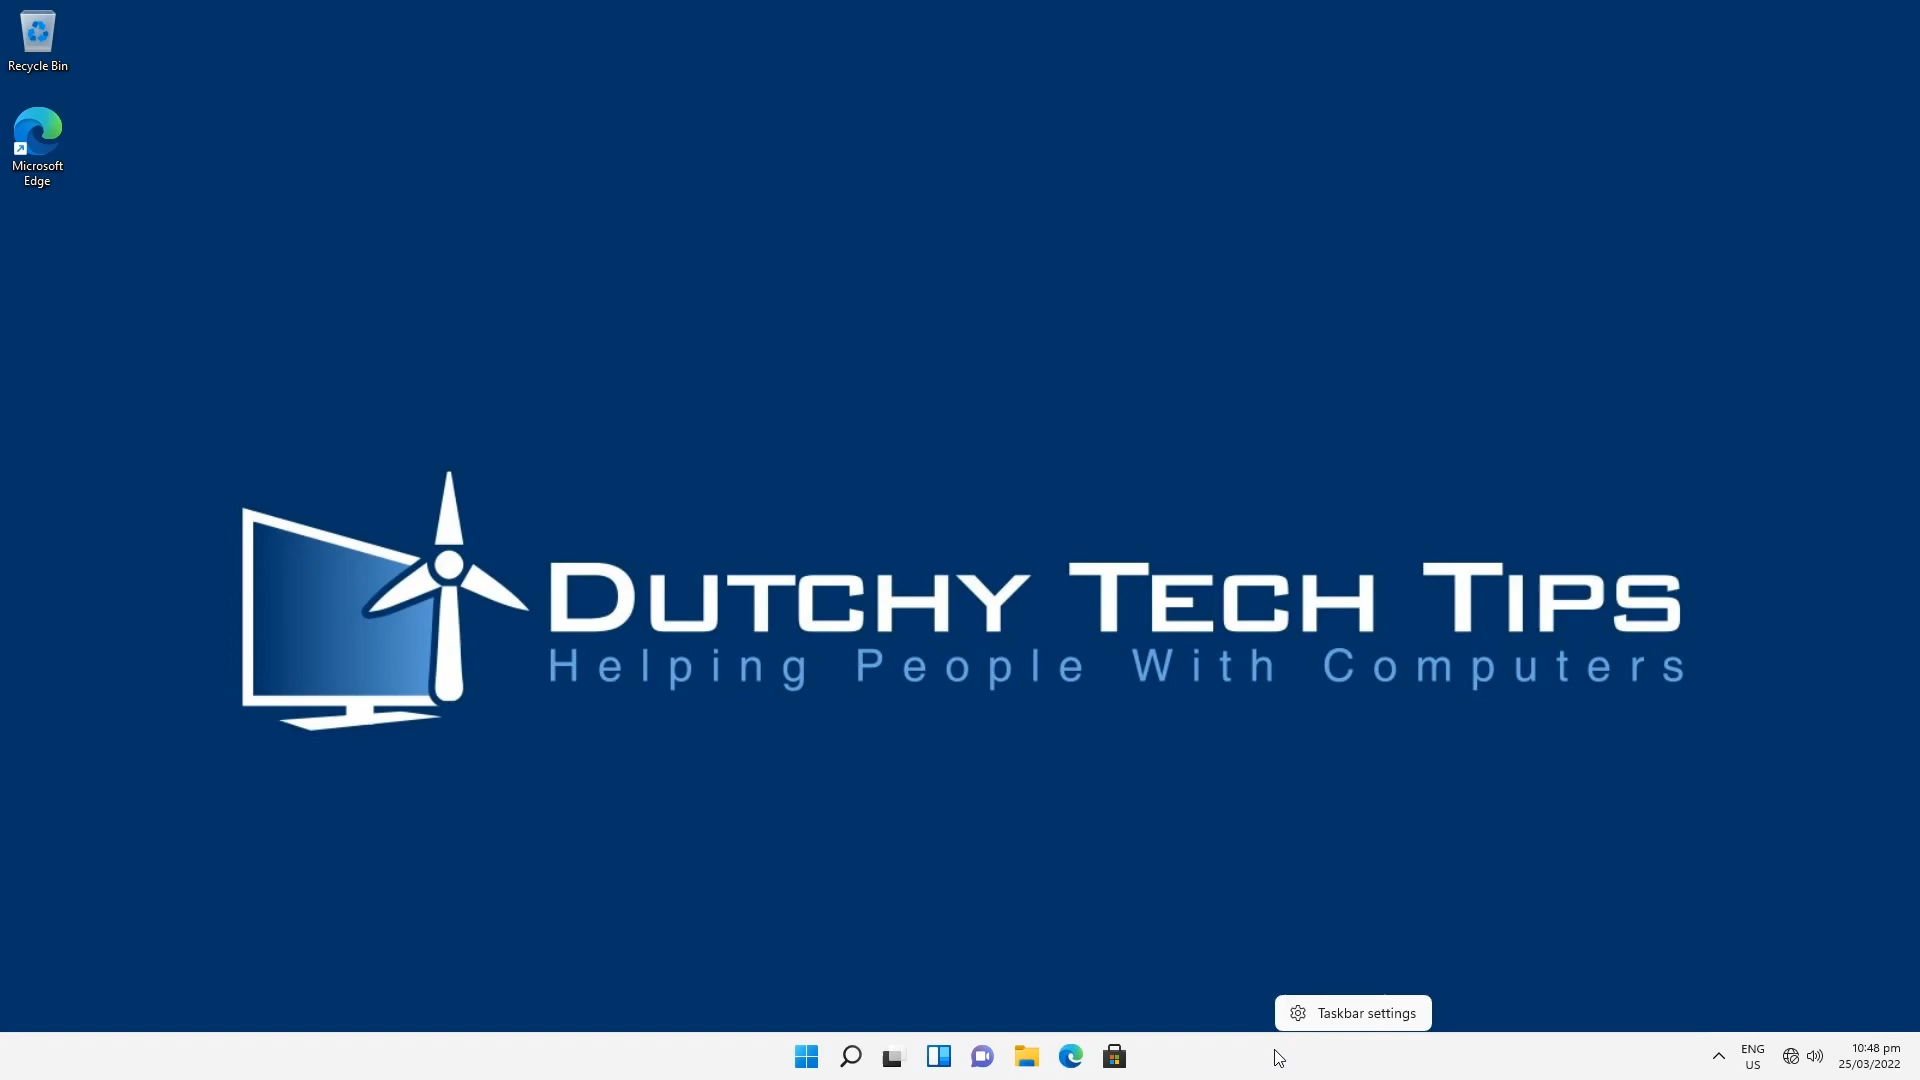 Recycle Bin
Microsoft
Edge
DUTCHY TECH TIPS
Helping People With Computers
Taskbar settings
ENG
US
10:48 pm
25/03/2022